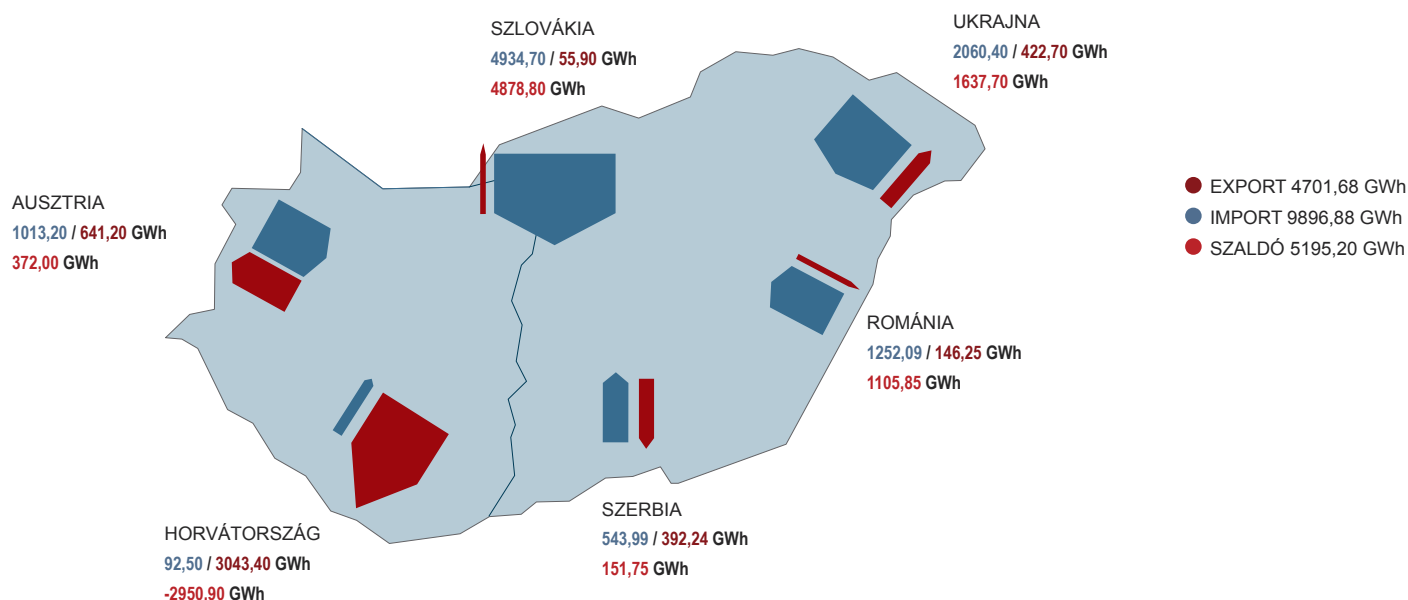 SZLOVÁKIA
4934,70 / 55,90 GWh
4878,80 GWh
UKRAJNA
2060,40 / 422,70 GWh
1637,70 GWh
AUSZTRIA
1013,20 / 641,20 GWh
372,00 GWh
EXPORT 4701,68 GWh
IMPORT 9896,88 GWh
SZALDÓ 5195,20 GWh
ROMÁNIA
1252,09 / 146,25 GWh
1105,85 GWh
HORVÁTORSZÁG
92,50 / 3043,40 GWh
-2950,90 GWh
SZERBIA
543,99 / 392,24 GWh
151,75 GWh